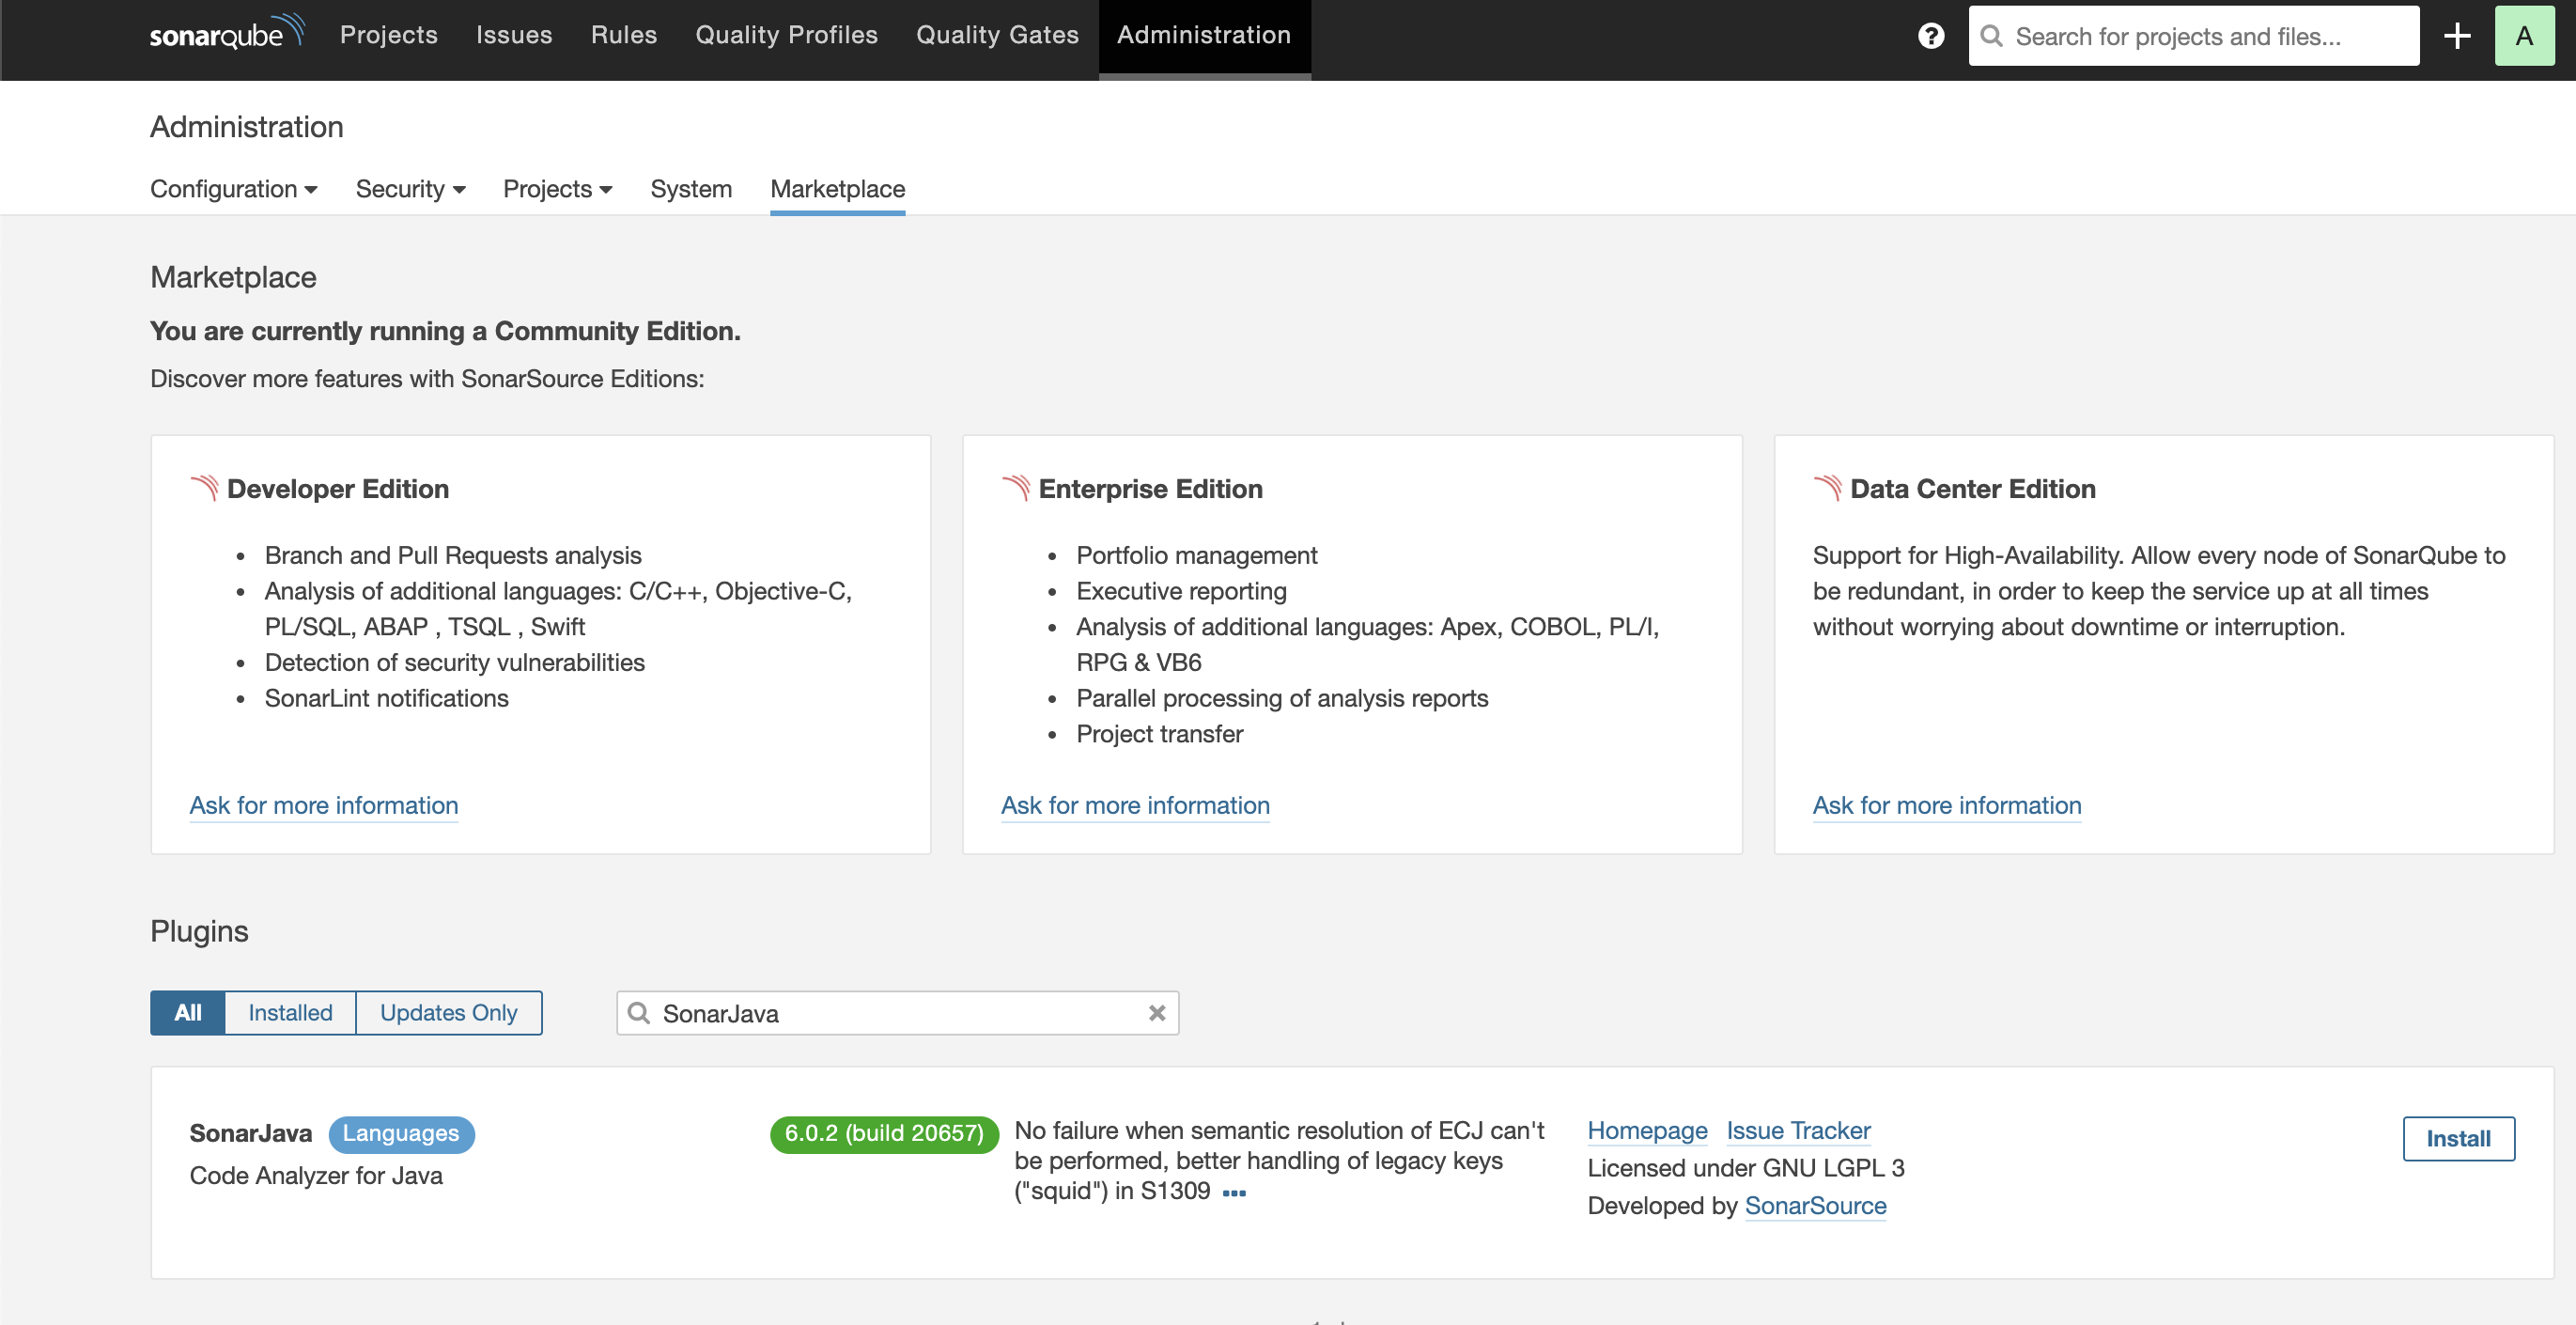 sonarqube Projects Issues Rules Quality Profiles Quality Gates Administration ? Search for projects and files... + A
Administration
Configuration Security Projects System Marketplace
Marketplace
You are currently running a Community Edition.
Discover more features with SonarSource Editions:
Developer Edition
• Branch and Pull Requests analysis
• Analysis of additional languages: C/C++, Objective-C,
PL/SQL, ABAP , TSQL , Swift
• Detection of security vulnerabilities
• SonarLint notifications
Ask for more information
Enterprise Edition
• Portfolio management
• Executive reporting
• Analysis of additional languages: Apex, COBOL, PL/I,
RPG & VB6
• Parallel processing of analysis reports
• Project transfer
Ask for more information
Data Center Edition
Support for High-Availability. Allow every node of SonarQube to
be redundant, in order to keep the service up at all times
without worrying about downtime or interruption.
Ask for more information
Plugins
All Installed Updates Only SonarJava
SonarJava Languages
Code Analyzer for Java
6.0.2 (build 20657)
No failure when semantic resolution of ECJ can't
be performed, better handling of legacy keys
("squid") in S1309 •••
Homepage Issue Tracker
Licensed under GNU LGPL 3
Developed by SonarSource
Install